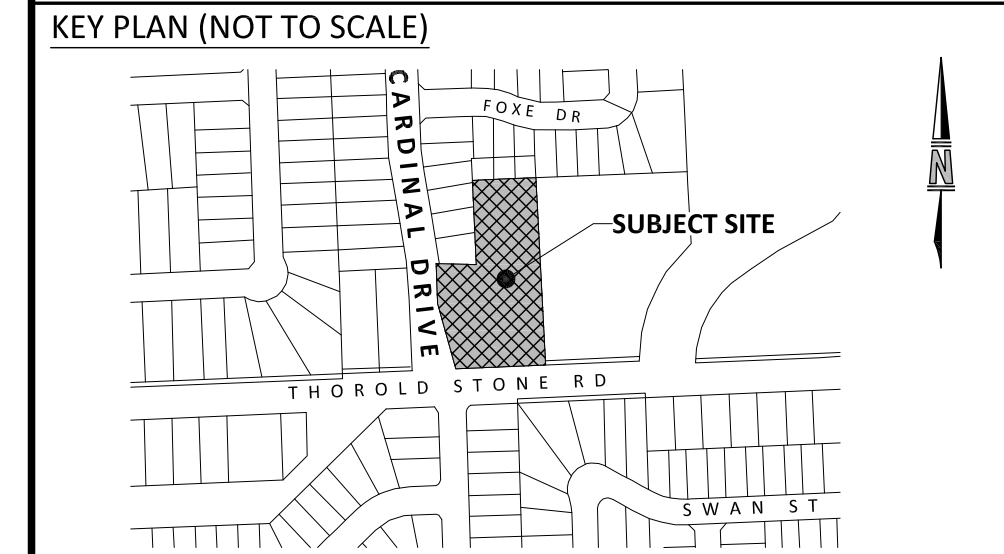 KEY PLAN (NOT TO SCALE)
CARDINAL DRIVE
FOXE DR
N
SUBJECT SITE
THOROLD STONE RD
SWAN ST